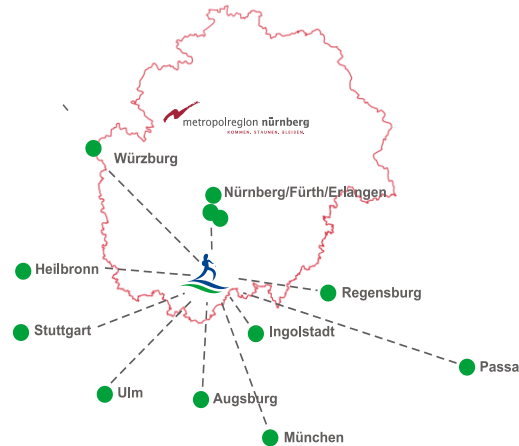 metropolregion nürnberg
KOMMEN. STAUNEN. BLEIBEN.
Würzburg
Nürnberg/Fürth/Erlangen
Heilbronn
Regensburg
Stuttgart
Ingolstadt
Passa
Ulm
Augsburg
München